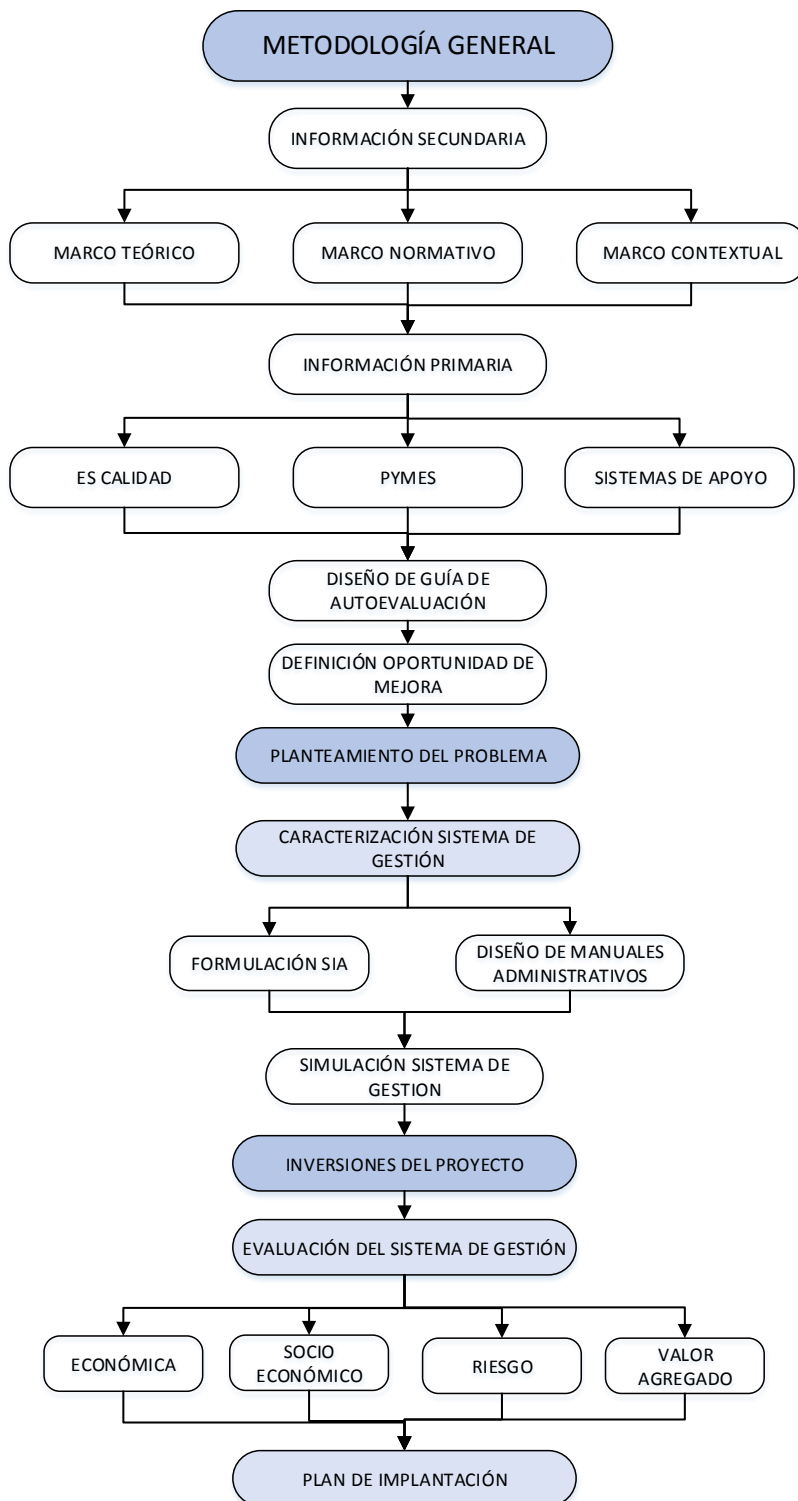 METODOLOGÍA GENERAL
INFORMACIÓN SECUNDARIA
MARCO TEÓRICO
MARCO NORMATIVO
MARCO CONTEXTUAL
INFORMACIÓN PRIMARIA
ES CALIDAD
PYMES
SISTEMAS DE APOYO
DISEÑO DE GUÍA DE
AUTOEVALUACIÓN
DEFINICIÓN OPORTUNIDAD DE
MEJORA
PLANTEAMIENTO DEL PROBLEMA
CARACTERIZACIÓN SISTEMA DE
GESTIÓN
FORMULACIÓN SIA
DISEÑO DE MANUALES
ADMINISTRATIVOS
SIMULACIÓN SISTEMA DE
GESTION
INVERSIONES DEL PROYECTO
EVALUACIÓN DEL SISTEMA DE GESTIÓN
ECONÓMICA
SOCIO
ECONÓMICO
RIESGO
VALOR
AGREGADO
PLAN DE IMPLANTACIÓN